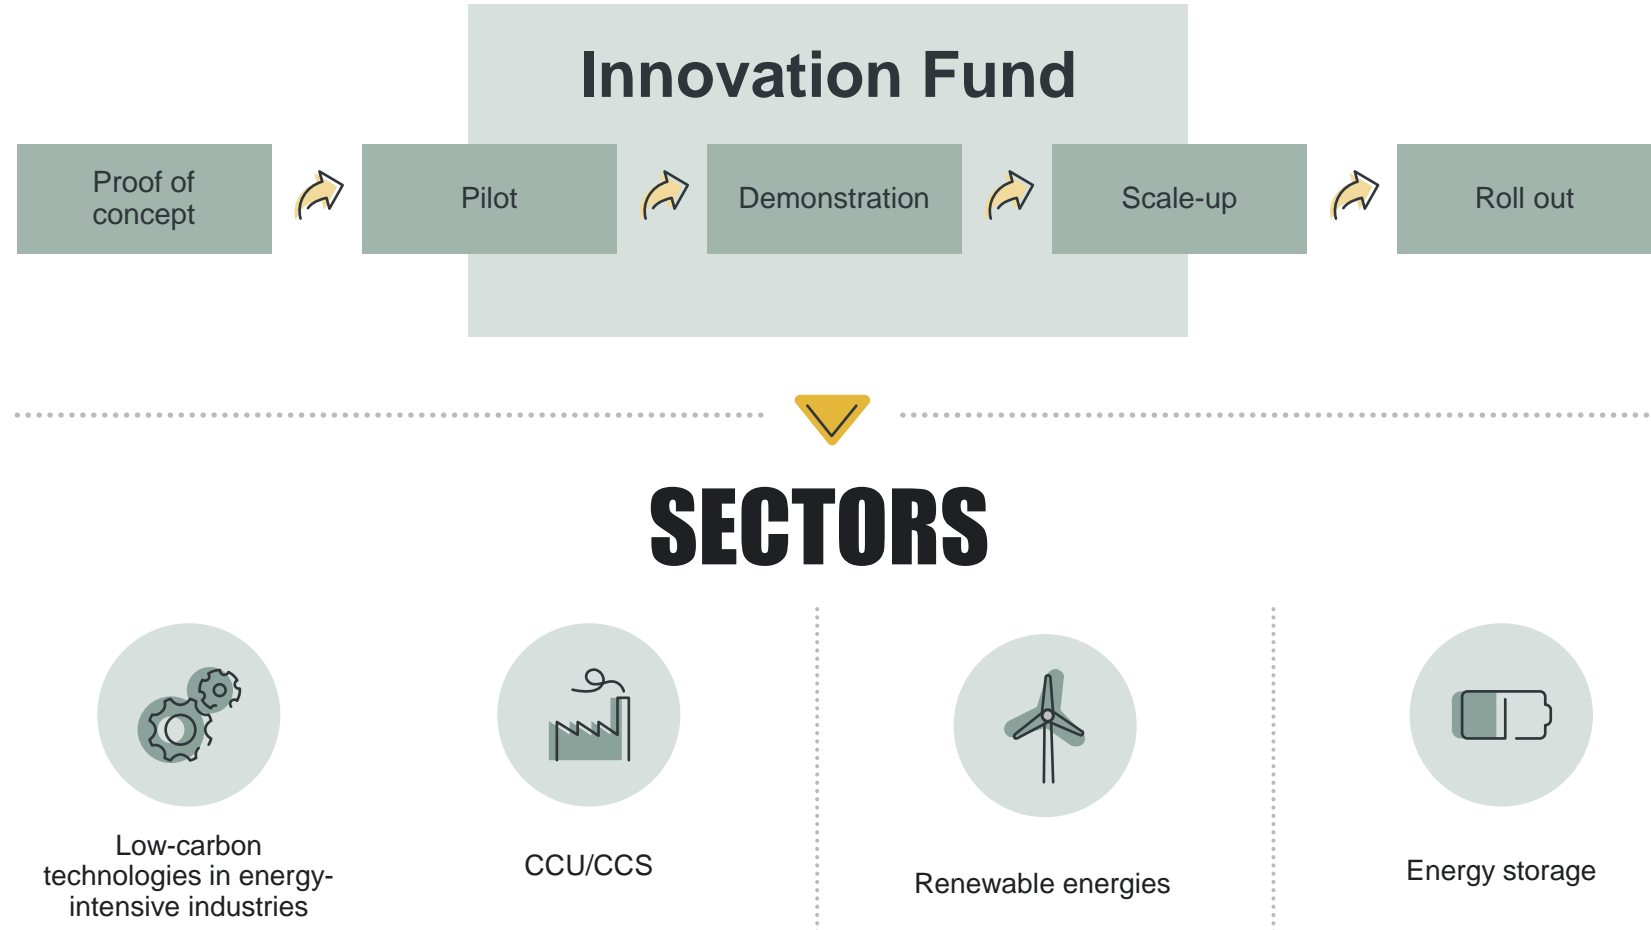 Innovation Fund
Proof of
concept
Pilot
Demonstration
Scale-up
Roll out
SECTORS
Low-carbon
technologies in energy-
intensive industries
CCU/CCS
Renewable energies
Energy storage